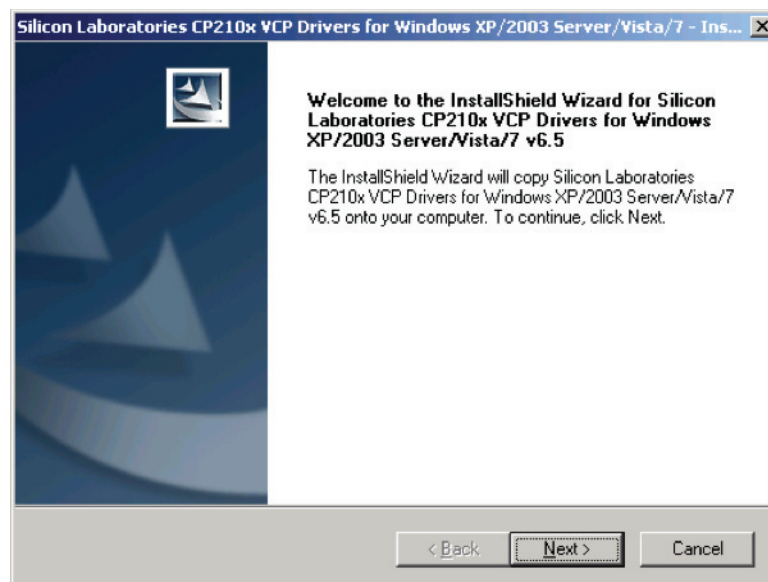 Silicon Laboratories CP210x VCP Drivers for Windows XP/2003 Server/Vista/7 - Ins...
Welcome to the InstallShield Wizard for Silicon
Laboratories CP210x VCP Drivers for Windows
XP/2003 Server/Vista/7 v6.5
The InstallShield Wizard will copy Silicon Laboratories
CP210x VCP Drivers for Windows XP/2003 Server/Vista/7
v6.5 onto your computer. To continue, click Next.
< Back
Next >
Cancel